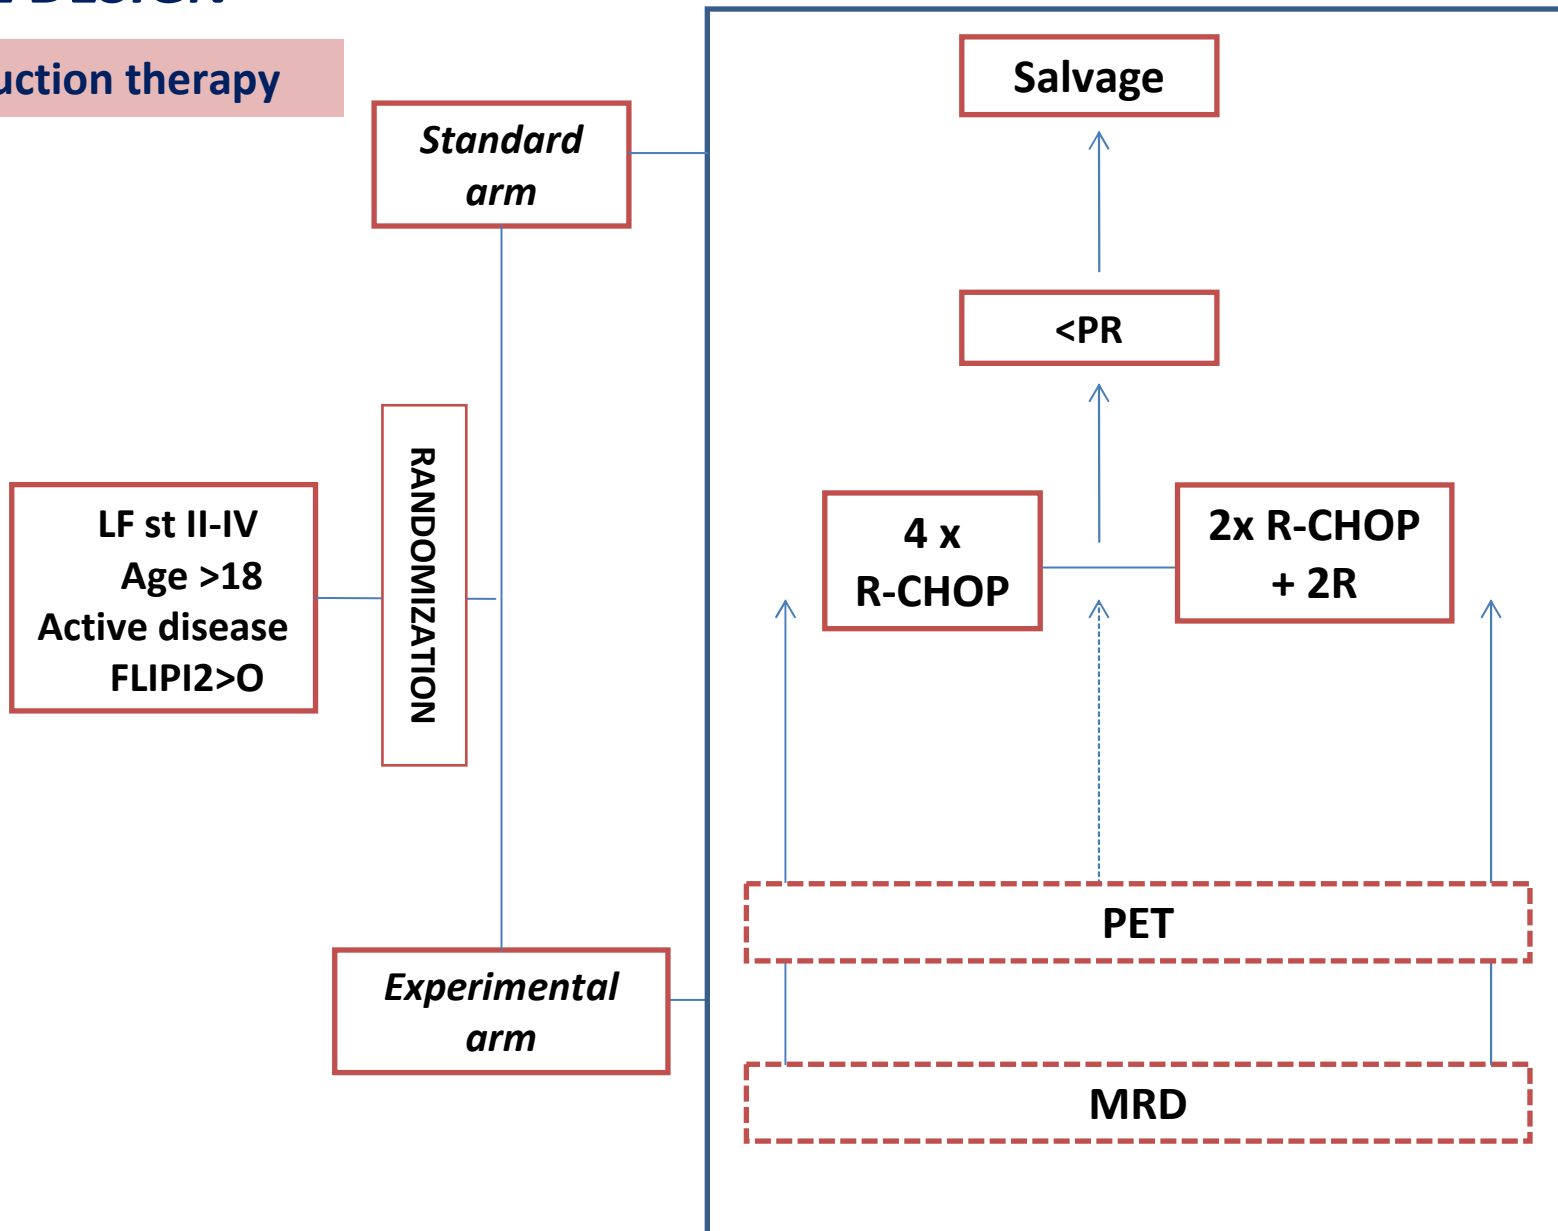 DESIGN
uction therapy
Salvage
Standard
arm
<PR
RANDOMIZATION
LF st II-IV
Age >18
Active disease
FLIPI2>O
4 x
R-CHOP
2x R-CHOP
+ 2R
PET
Experimental
arm
MRD